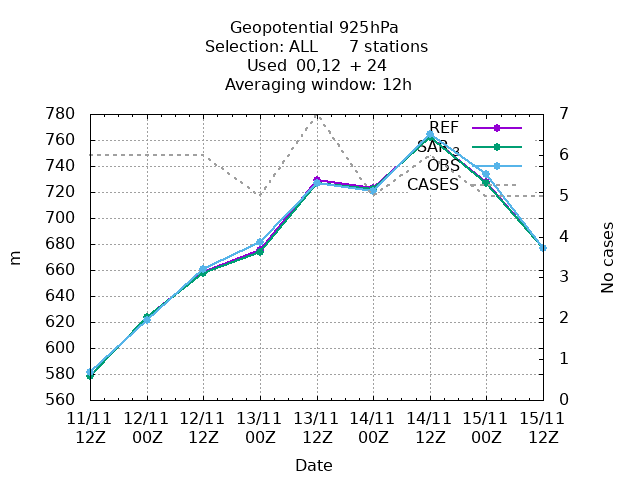 Geopotential 925hPa
Selection: ALL 7 stations
Used 00,12 + 24
Averaging window: 12h
780 7
REF
760
SAR 3
740 6
OBS
720 CASES
5
700
680 4
m No cases
660 3
640
620 2
600
1
580
560 0
11/11 12/11 12/11 13/11 13/11 14/11 14/11 15/11 15/11
12Z 00Z 12Z 00Z 12Z 00Z 12Z 00Z 12Z
Date